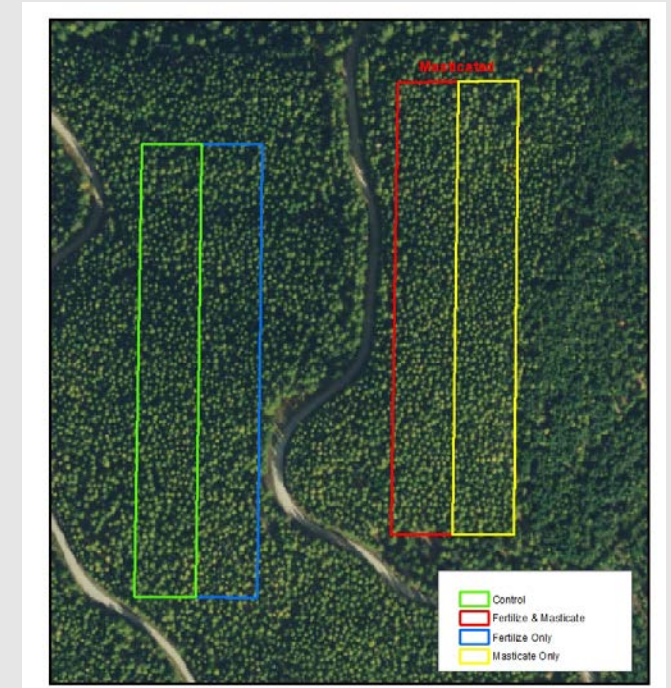 Masticated
Control
Fertilize & Masticate
Fertilize Only
Masticate Only